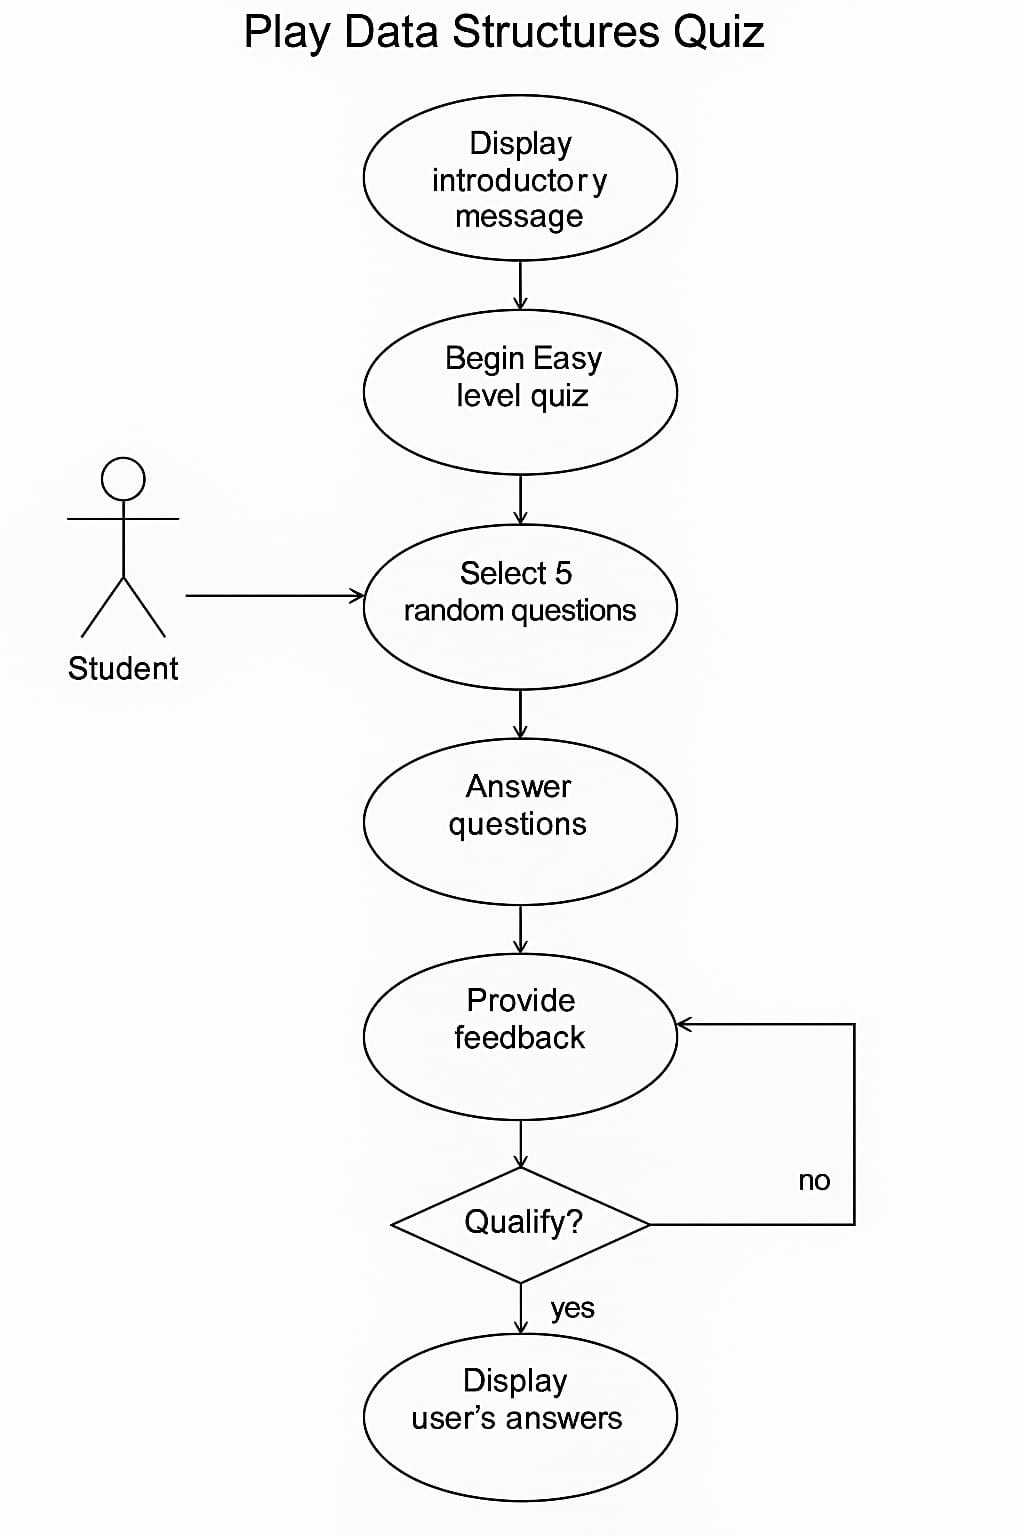 Play Data Structures Quiz
Display
introductory
message
Begin Easy
level quiz
Select 5
random questions
Student
Answer
questions
Provide
feedback
no
Qualify?
yes
Display
user’s answers